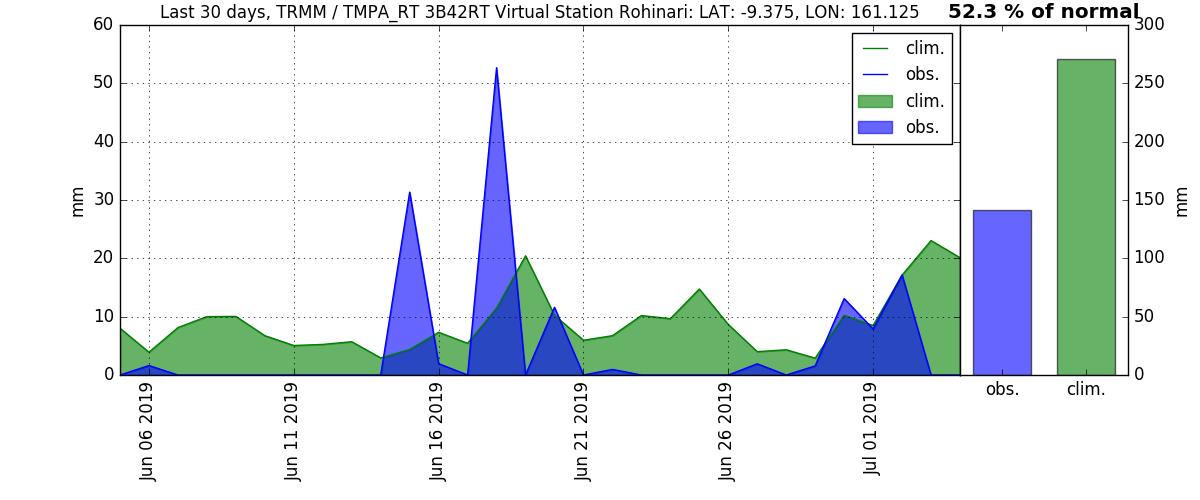 Last 30 days, TRMM / TMPA_RT 3B42RT Virtual Station Rohinari: LAT: -9.375, LON: 161.125
52.3 % of normal
60
50
40
30
20
10
0
mm
clim.
obs.
clim.
obs.
Jun 06 2019
Jun 11 2019
Jun 16 2019
Jun 21 2019
Jun 26 2019
Jul 01 2019
300
250
200
150
100
50
0
mm
obs.
clim.